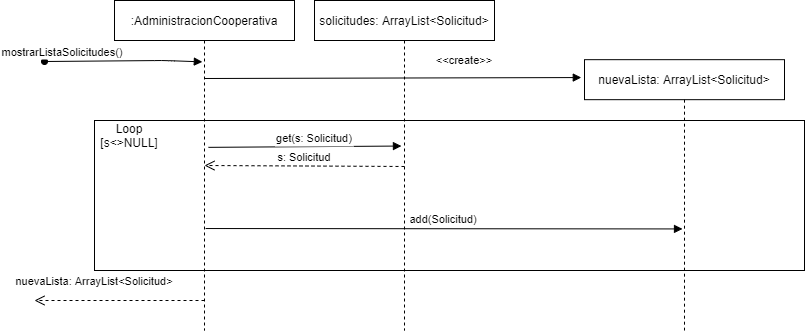 :AdministracionCooperativa
solicitudes: ArrayList<Solicitud>
mostrarListaSolicitudes()
<<create>>
nuevaLista: ArrayList<Solicitud>
Loop
[s<>NULL]
get(s: Solicitud)
s: Solicitud
add(Solicitud)
nuevaLista: ArrayList<Solicitud>